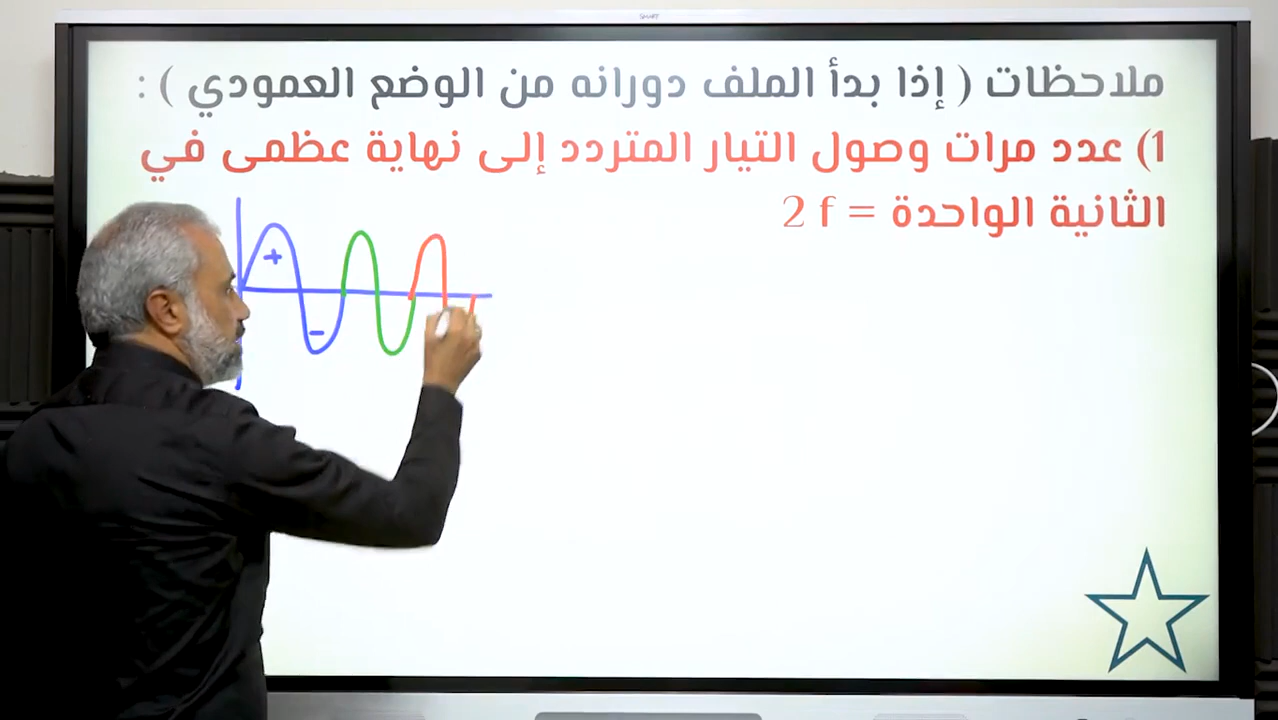 SMART
ملاحظات ( إذا بدأ الملف دورانه من الوضع العمودي ) :
1) عدد مرات وصول التيار المتردد إلى نهاية عظمى في
الثانية الواحدة = 2 f
+
−